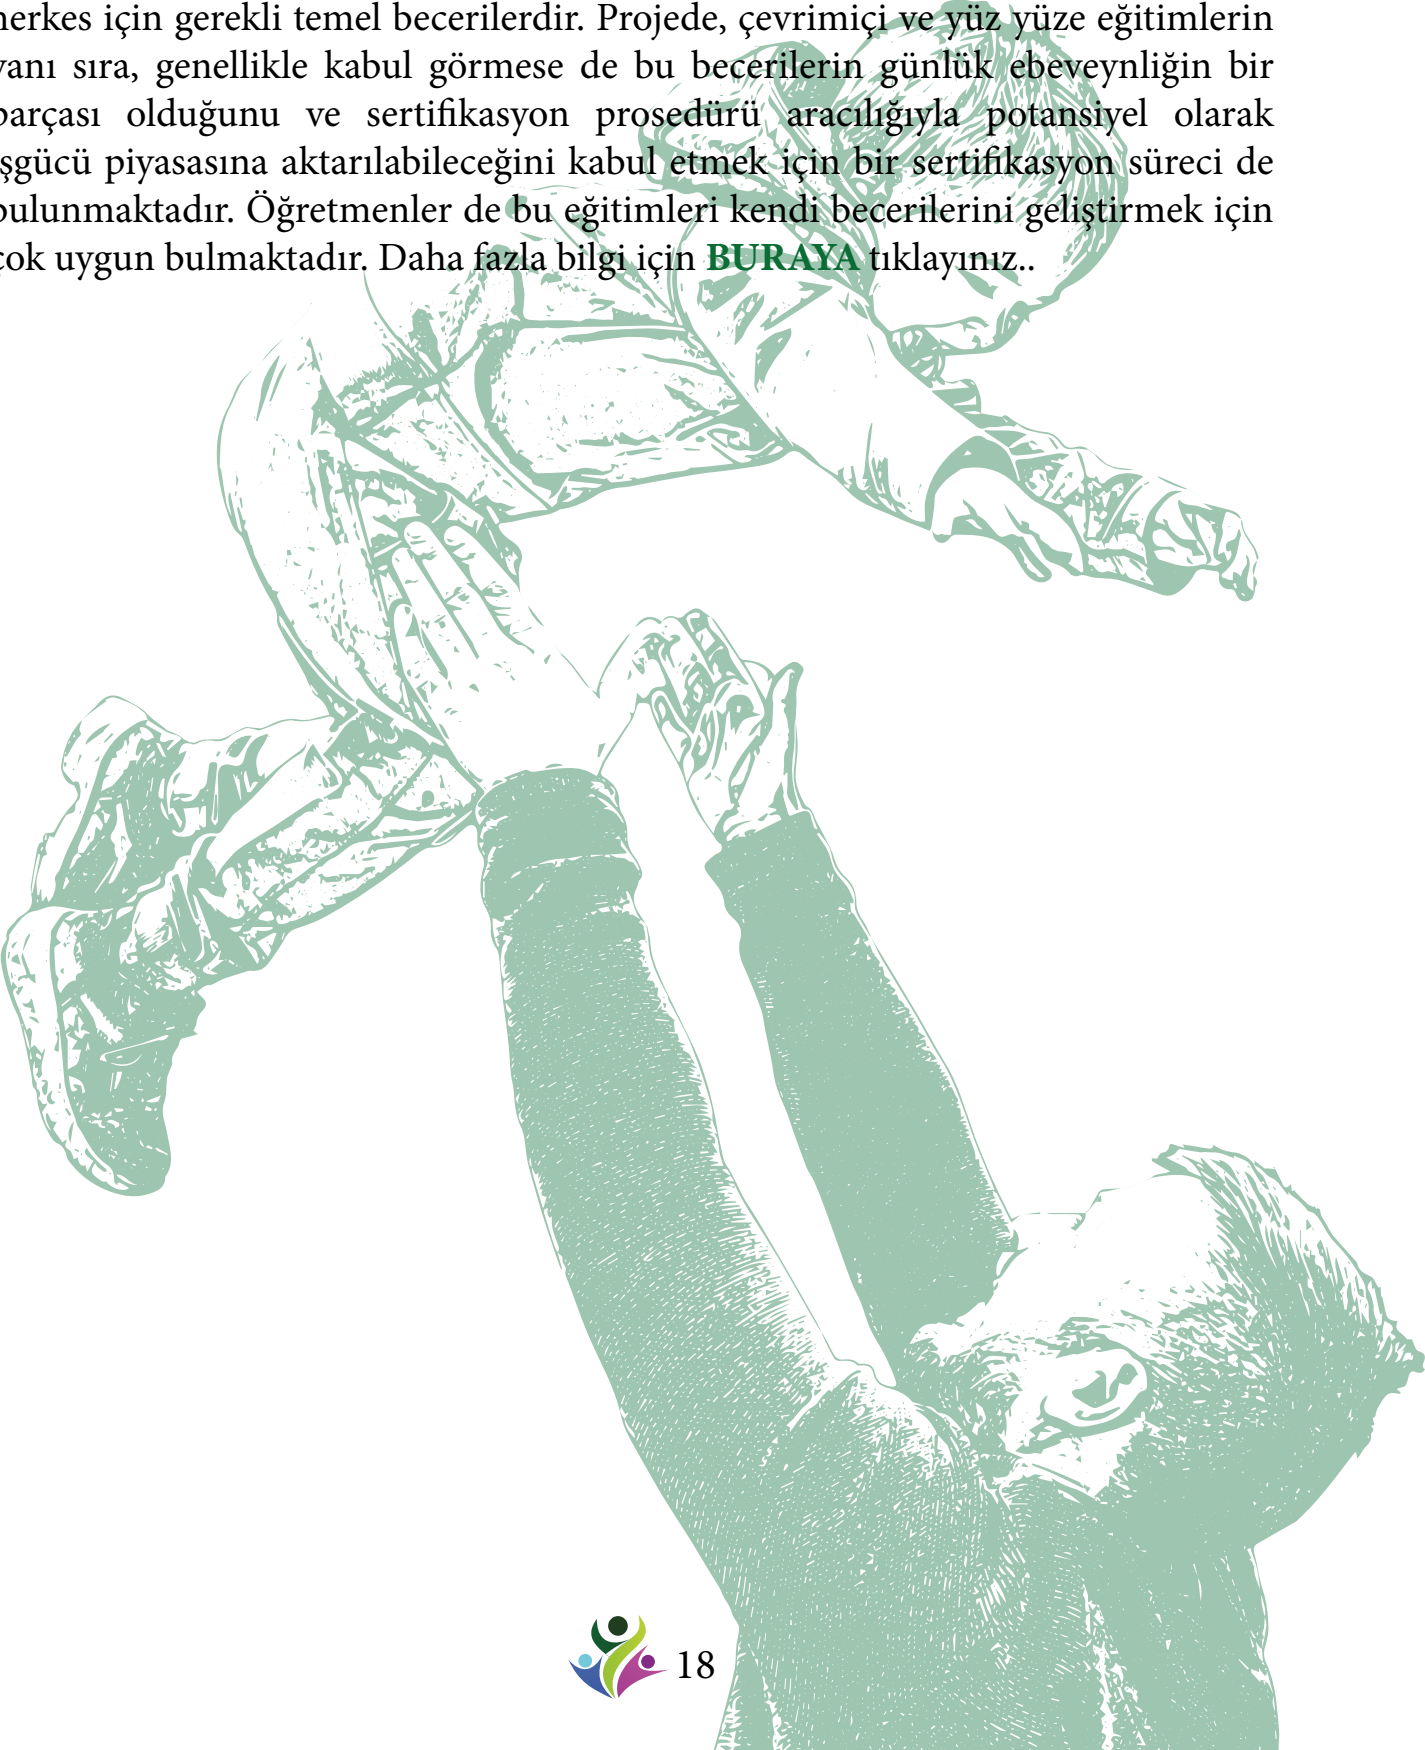 herkes için gerekli temel becerilerdir. Projede, çevrimiçi ve yüz yüze eğitimlerin
yanı sıra, genellikle kabul görmese de bu becerilerin günlük ebeveynliğin bir
parçası olduğunu ve sertifikasyon prosedürü aracılığıyla potansiyel olarak
işgücü piyasasına aktarılabileceğini kabul etmek için bir sertifikasyon süreci de
bulunmaktadır. Öğretmenler de bu eğitimleri kendi becerilerini geliştirmek için
çok uygun bulmaktadır. Daha fazla bilgi için BURAYA tıklayınız..
18